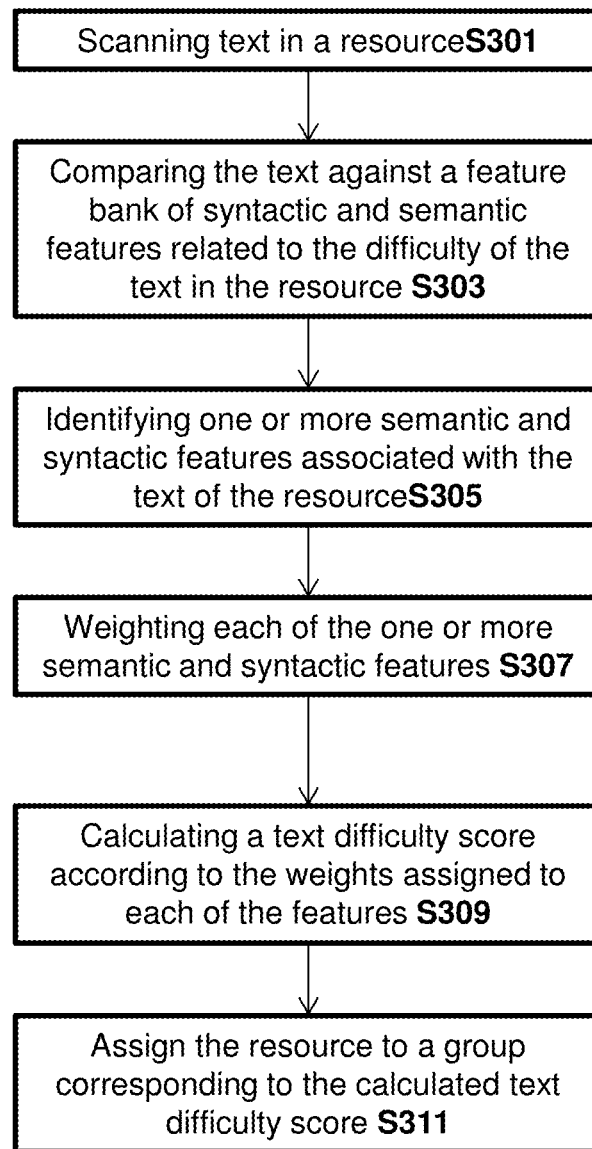 Scanning text in a resourceS301
Comparing the text against a feature
bank of syntactic and semantic
features related to the difficulty of the
text in the resource S303
Identifying one or more semantic and
syntactic features associated with the
text of the resourceS305
Weighting each of the one or more
semantic and syntactic features S307
Calculating a text difficulty score
according to the weights assigned to
each of the features S309
Assign the resource to a group
corresponding to the calculated text
difficulty score S311